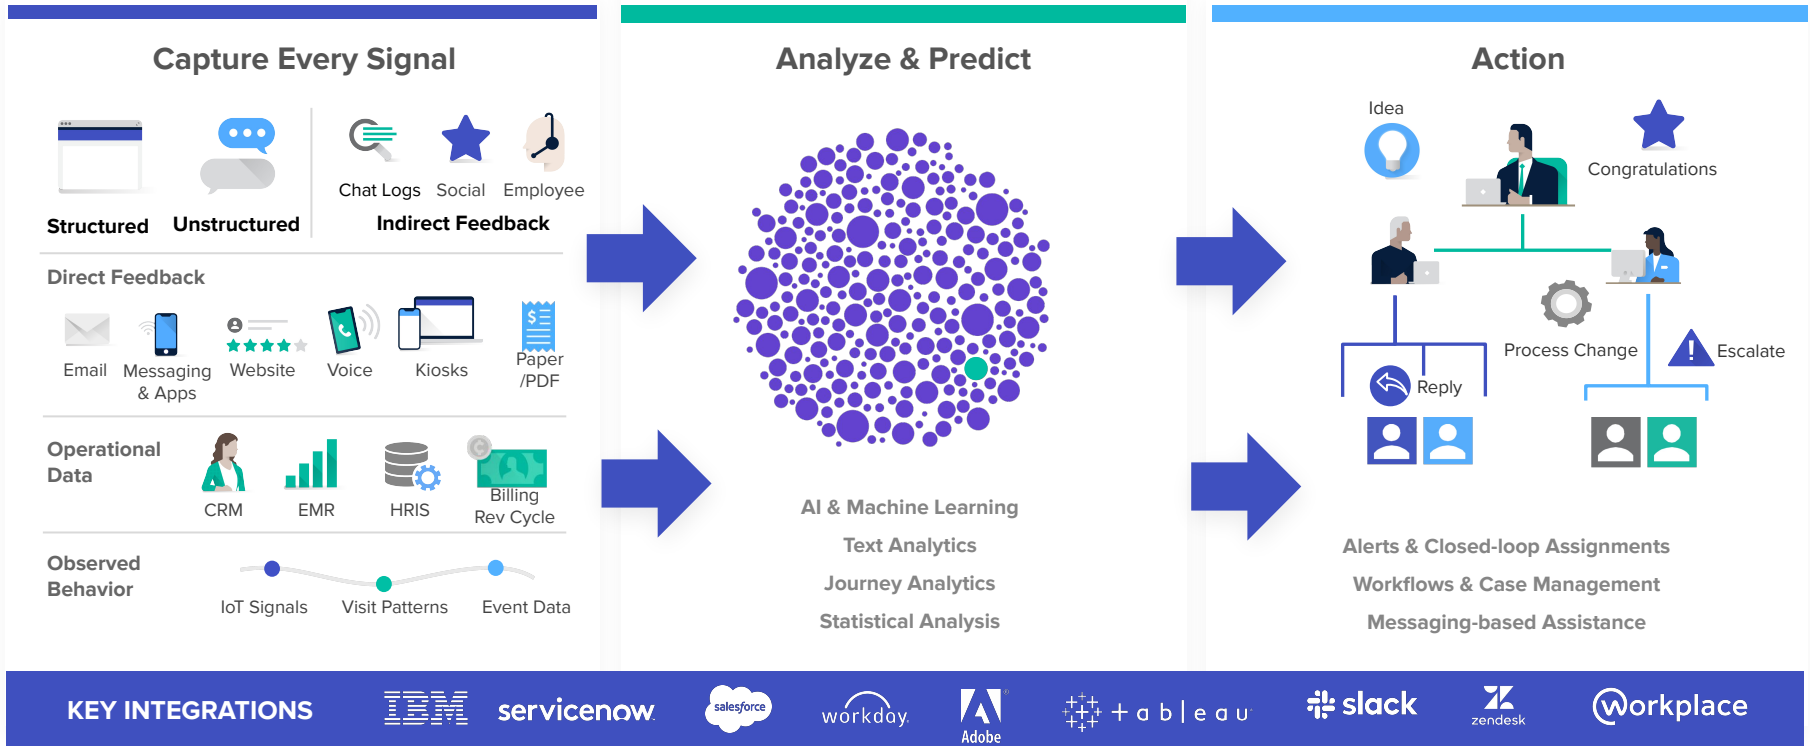 Capture Every Signal
Structured
Unstructured
Chat Logs
Social
Employee
Indirect Feedback
Direct Feedback
Email
Messaging
& Apps
Website
Voice
Kiosks
$
Paper
/PDF
Operational
Data
CRM
EMR
HRIS
C
Billing
Rev Cycle
Observed
Behavior
IoT Signals
Visit Patterns
Event Data
Analyze & Predict
AI & Machine Learning
Text Analytics
Journey Analytics
Statistical Analysis
Action
Idea
Congratulations
Process Change
!
Escalate
Reply
Alerts & Closed-loop Assignments
Workflows & Case Management
Messaging-based Assistance
KEY INTEGRATIONS
IBM
servicenow
salesforce
workday.
Adobe
+ableau
slack
zendesk
Workplace